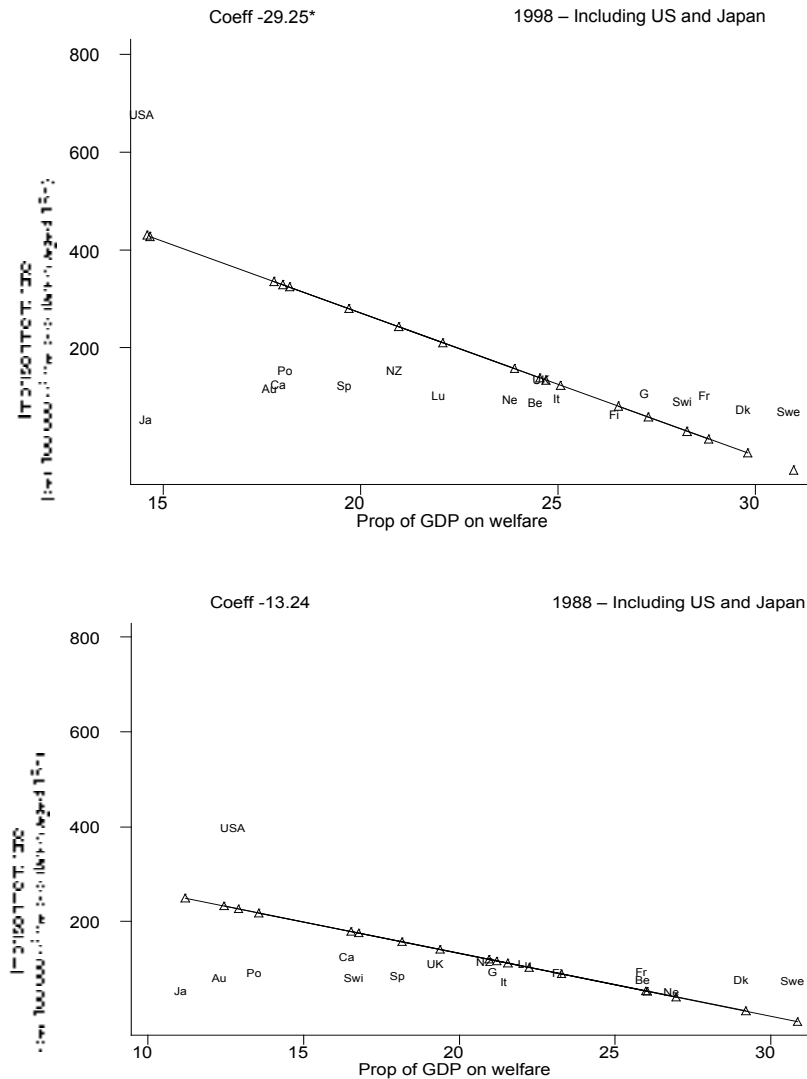 Coeff -29.25* 1998 – Including US and Japan
800
USA
600
400
200
Po
NZ
Au
Ca
Sp
Lu
Ne
Be
It
Fi
G
Swi
Fr
Dk
Swe
Ja
15 20 25 30
Prop of GDP on welfare
Coeff -13.24 1988 – Including US and Japan
800
600
400
USA
200
Ca
UK
Au
Po
Swi
Sp
G
It
Fr
Be
Ne
Dk
Swe
Ja
10 15 20 25 30
Prop of GDP on welfare